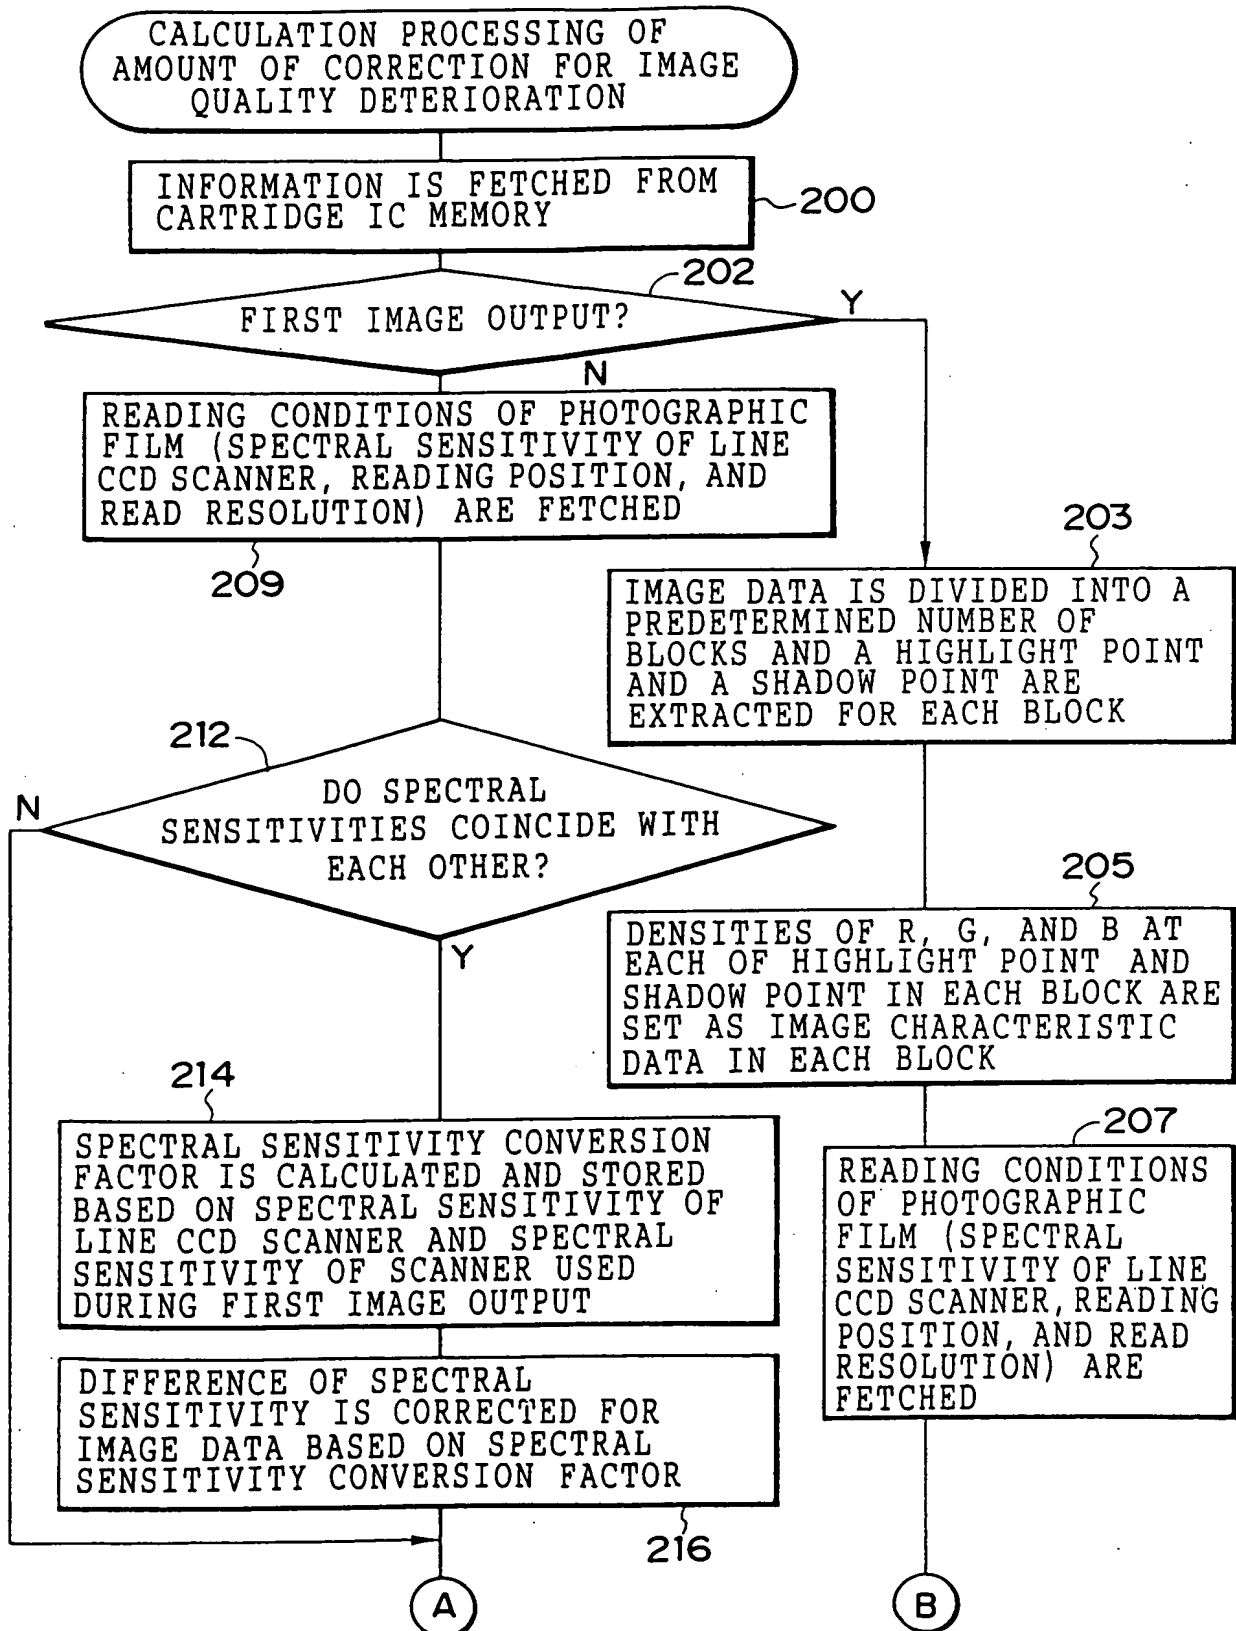 CALCULATION PROCESSING OF
AMOUNT OF CORRECTION FOR IMAGE
QUALITY DETERIORATION
INFORMATION IS FETCHED FROM
CARTRIDGE IC MEMORY
200
202
FIRST IMAGE OUTPUT?
Y
N
READING CONDITIONS OF PHOTOGRAPHIC
FILM (SPECTRAL SENSITIVITY OF LINE
CCD SCANNER, READING POSITION, AND
READ RESOLUTION) ARE FETCHED
209
203
IMAGE DATA IS DIVIDED INTO A
PREDETERMINED NUMBER OF
BLOCKS AND A HIGHLIGHT POINT
AND A SHADOW POINT ARE
EXTRACTED FOR EACH BLOCK
212
N
DO SPECTRAL
SENSITIVITIES COINCIDE WITH
EACH OTHER?
Y
205
DENSITIES OF R, G, AND B AT
EACH OF HIGHLIGHT POINT AND
SHADOW POINT IN EACH BLOCK ARE
SET AS IMAGE CHARACTERISTIC
DATA IN EACH BLOCK
214
SPECTRAL SENSITIVITY CONVERSION
FACTOR IS CALCULATED AND STORED
BASED ON SPECTRAL SENSITIVITY OF
LINE CCD SCANNER AND SPECTRAL
SENSITIVITY OF SCANNER USED
DURING FIRST IMAGE OUTPUT
207
READING CONDITIONS
OF PHOTOGRAPHIC
FILM (SPECTRAL
SENSITIVITY OF LINE
CCD SCANNER, READING
POSITION, AND READ
RESOLUTION) ARE
FETCHED
DIFFERENCE OF SPECTRAL
SENSITIVITY IS CORRECTED FOR
IMAGE DATA BASED ON SPECTRAL
SENSITIVITY CONVERSION FACTOR
216
A
B